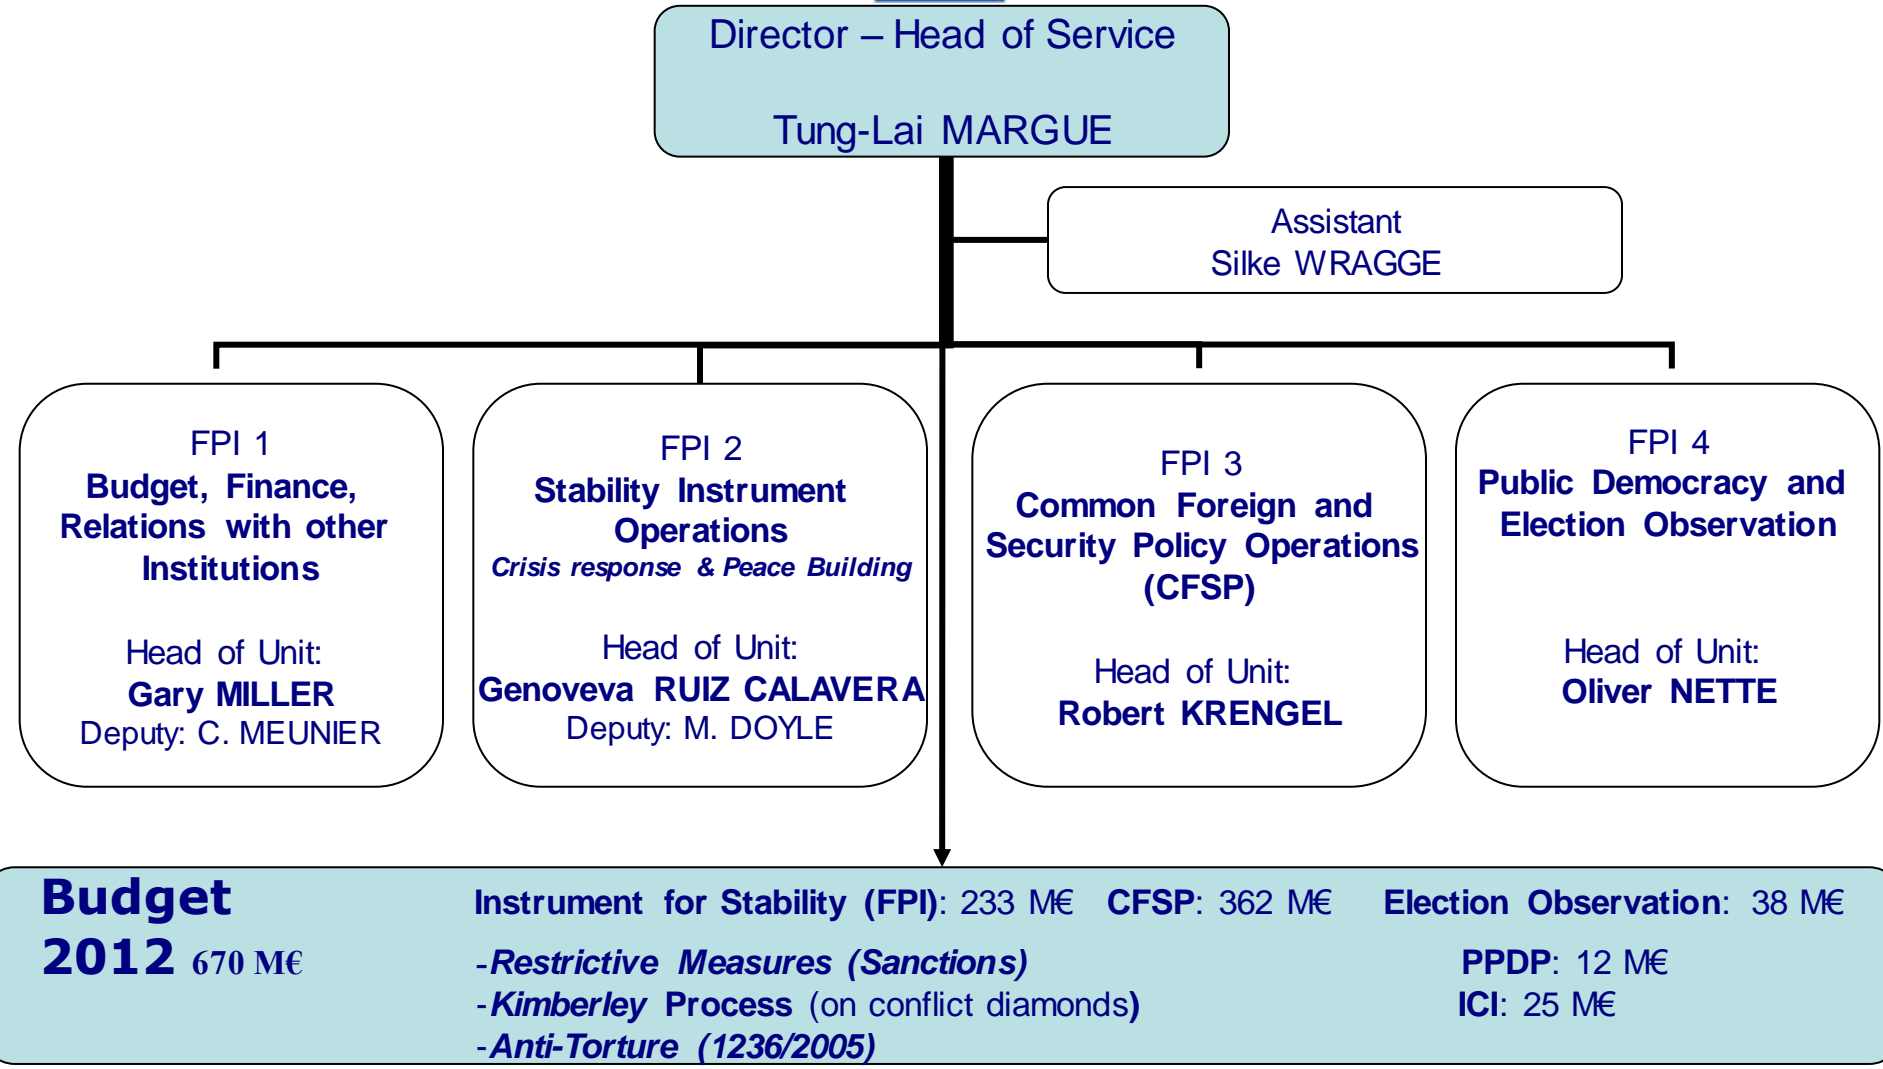 Director – Head of Service
Tung-Lai MARGUE
Assistant
Silke WRAGGE
FPI 1
Budget, Finance,
Relations with other
Institutions
Head of Unit:
Gary MILLER
Deputy: C. MEUNIER
FPI 2
Stability Instrument
Operations
Crisis response & Peace Building
Head of Unit:
Genoveva RUIZ CALAVERA
Deputy: M. DOYLE
FPI 3
Common Foreign and
Security Policy Operations
(CFSP)
Head of Unit:
Robert KRENGEL
FPI 4
Public Democracy and
Election Observation
Head of Unit:
Oliver NETTE
Budget
2012 670 M€
Instrument for Stability (FPI): 233 M€ CFSP: 362 M€ Election Observation: 38 M€
-Restrictive Measures (Sanctions) PPDP: 12 M€
-Kimberley Process (on conflict diamonds) ICI: 25 M€
-Anti-Torture (1236/2005)